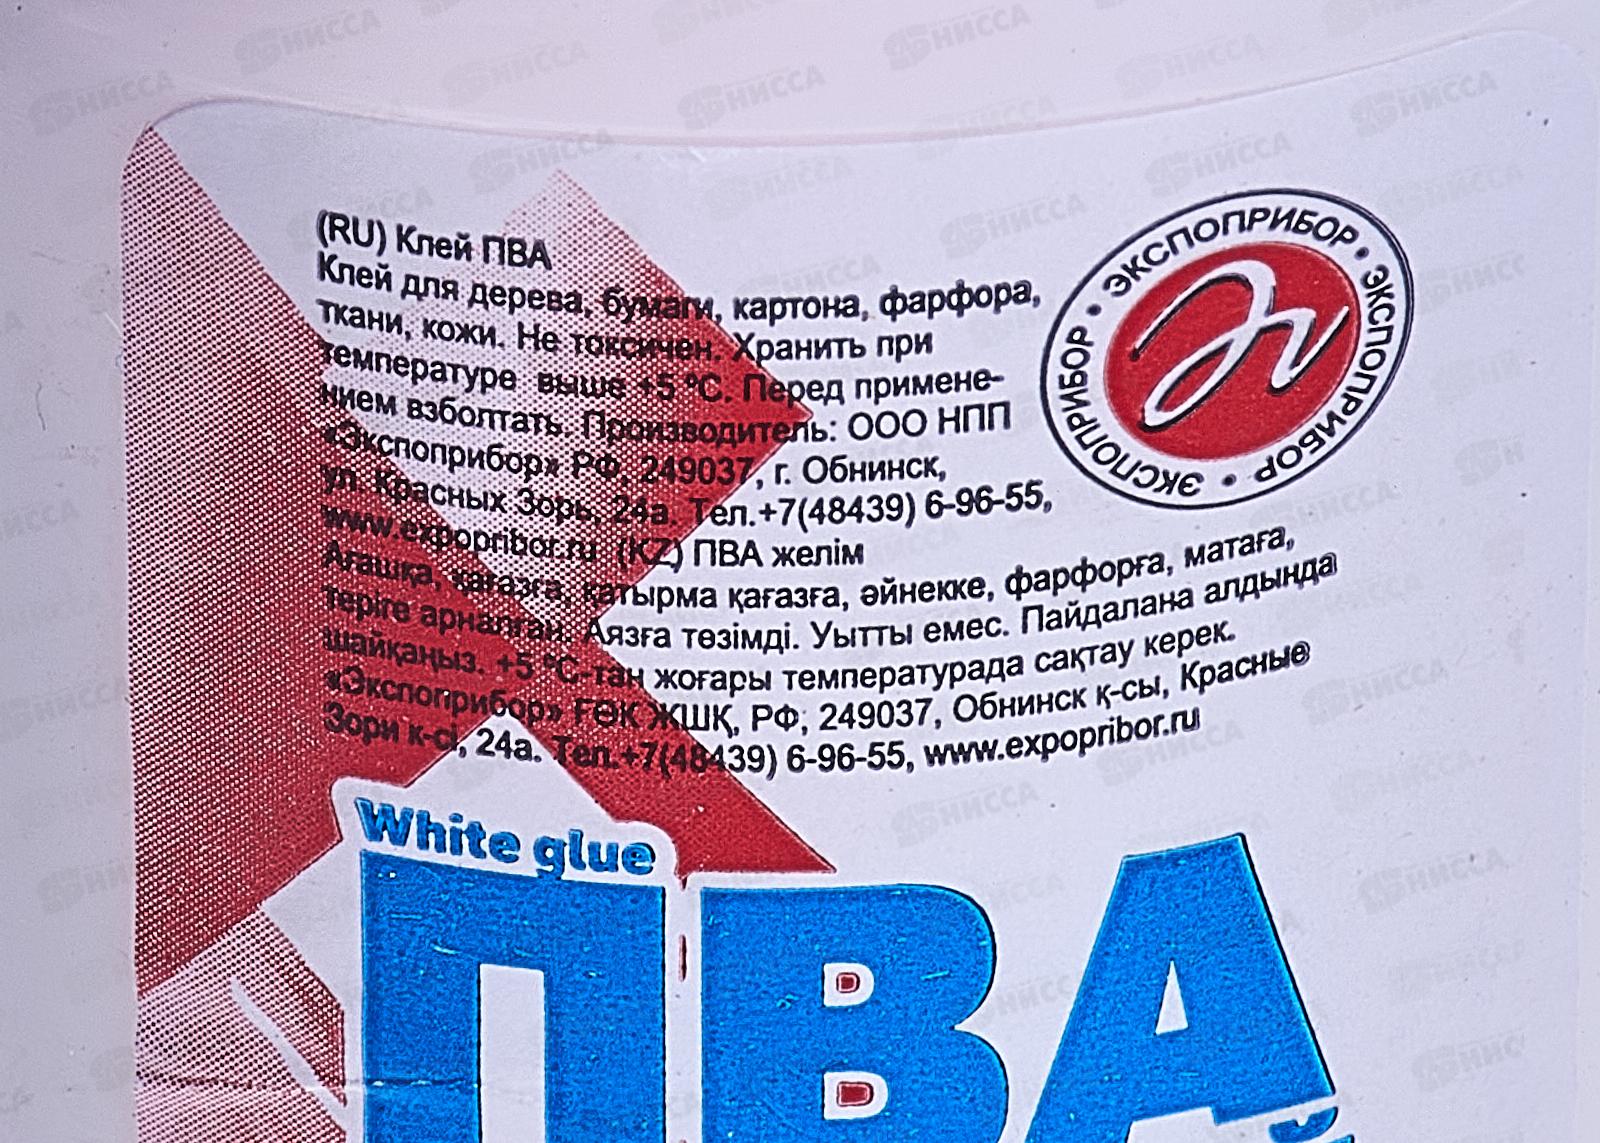 (RU) Клей ПВА
Клей для дерева, бумаги, картона, фарфора,
ткани, кожи. Не токсичен. Хранить при
температуре выше +5 °С. Перед примене-
нием взболтать. Производитель: ООО НПП
«Экспоприбор» РФ, 249037, г. Обнинск,
ул. Красных Зорь, 24а. Тел.+7(48439) 6-96-55,
www.expopribor.ru (KZ) ПВА желім
Ағашқа, қағазға, қатырма қағазға, әйнекке, фарфорға, матаға,
теріге арналған. Аязға төзімді. Уытты емес. Пайдалана алдында
шайқаңыз. +5 °С-тан жоғары температурада сақтау керек.
«Экспоприбор» ҒӨК ЖШҚ, РФ, 249037, Обнинск қ-сы, Красные
Зори к-сі, 24а. Тел.+7(48439) 6-96-55, www.expopribor.ru
ЭКСПОПРИБОР • ЭКСПОПРИБОР • ЭКСПОПРИБОР • ЭКСПОПРИБОР •
White glue
ПВА
НИССА